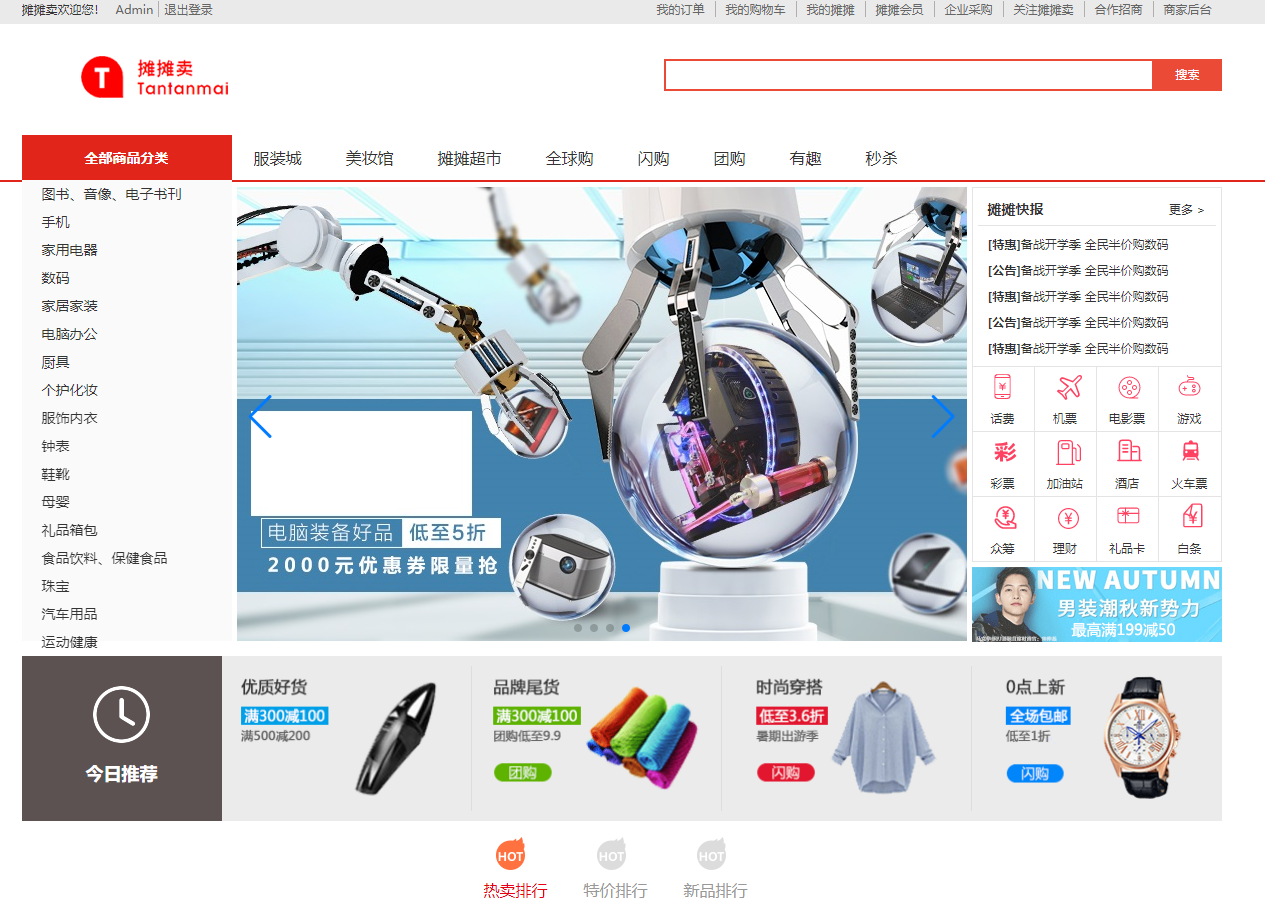 摊摊卖欢迎您! Admin 退出登录
我的订单 我的购物车 我的摊摊 摊摊会员 企业采购 关注摊摊卖 合作招商 商家后台
T
摊摊卖
Tantanmai
搜索
全部商品分类 服装城 美妆馆 摊摊超市 全球购 闪购 团购 有趣 秒杀
图书、音像、电子书刊
手机
家用电器
数码
家居家装
电脑办公
厨具
个护化妆
服饰内衣
钟表
鞋靴
母婴
礼品箱包
食品饮料、保健食品
珠宝
汽车用品
运动健康
电脑装备好品 低至5折
2000元优惠券限量抢
摊摊快报 更多 >
[特惠]备战开学季 全民半价购数码
[公告]备战开学季 全民半价购数码
[特惠]备战开学季 全民半价购数码
[公告]备战开学季 全民半价购数码
[特惠]备战开学季 全民半价购数码
话费 机票 电影票 游戏
彩
彩票 加油站 酒店 火车票
众筹 理财 礼品卡 白条
NEW AUTUMN
男装潮秋新势力
最高满199减50
今日推荐
优质好货
满300减100
满500减200
品牌尾货
满300减100
团购低至9.9
团购
时尚穿搭
低至3.6折
暑期出游季
闪购
0点上新
全场包邮
低至1折
闪购
HOT HOT HOT
热卖排行 特价排行 新品排行